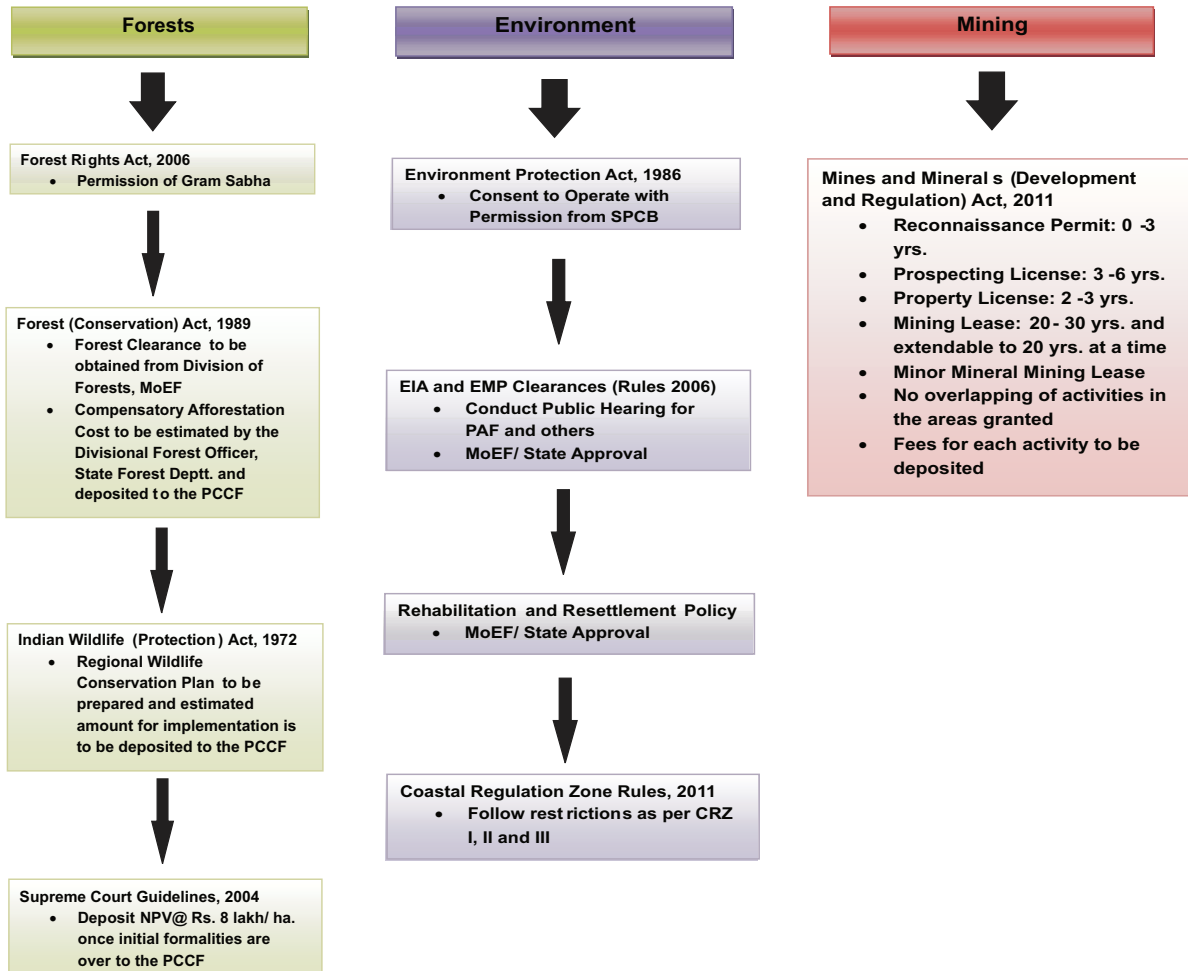 Forests
Forest Rights Act, 2006
• Permission of Gram Sabha
Forest (Conservation) Act, 1989
• Forest Clearance to be
obtained from Division of
Forests, MoEF
• Compensatory Afforestation
Cost to be estimated by the
Divisional Forest Officer,
State Forest Deptt. and
deposited to the PCCF
Indian Wildlife (Protection) Act, 1972
• Regional Wildlife
Conservation Plan to be
prepared and estimated
amount for implementation is
to be deposited to the PCCF
Supreme Court Guidelines, 2004
• Deposit NPV@ Rs. 8 lakh/ ha.
once initial formalities are
over to the PCCF
Environment
Environment Protection Act, 1986
• Consent to Operate with
Permission from SPCB
EIA and EMP Clearances (Rules 2006)
• Conduct Public Hearing for
PAF and others
• MoEF/ State Approval
Rehabilitation and Resettlement Policy
• MoEF/ State Approval
Coastal Regulation Zone Rules, 2011
• Follow restrictions as per CRZ
I, II and III
Mining
Mines and Minerals (Development
and Regulation) Act, 2011
• Reconnaissance Permit: 0 -3
yrs.
• Prospecting License: 3 -6 yrs.
• Property License: 2 -3 yrs.
• Mining Lease: 20- 30 yrs. and
extendable to 20 yrs. at a time
• Minor Mineral Mining Lease
• No overlapping of activities in
the areas granted
• Fees for each activity to be
deposited